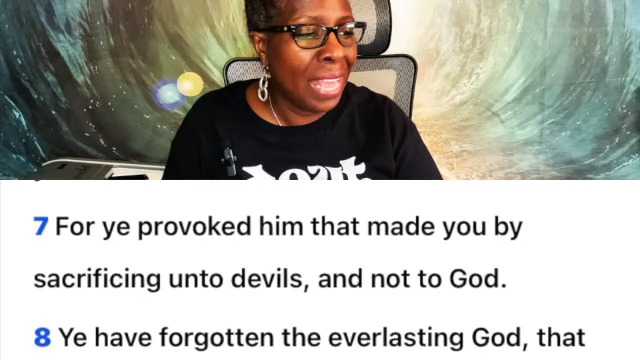 7 For ye provoked him that made you by
sacrificing unto devils, and not to God.
8 Ye have forgotten the everlasting God, that